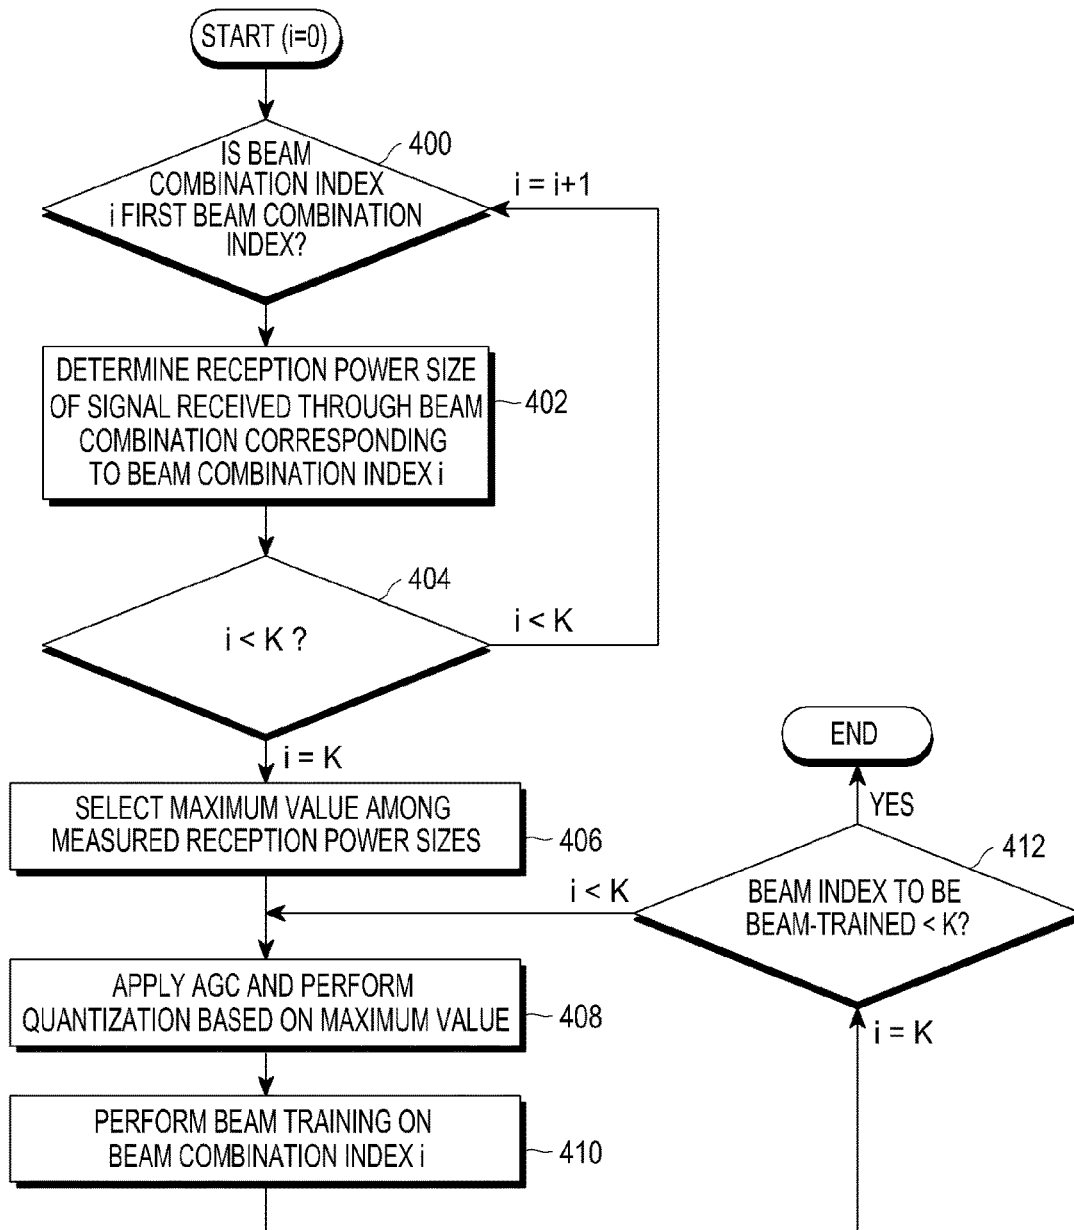 START (i=0)
400
IS BEAM
COMBINATION INDEX
i FIRST BEAM COMBINATION
INDEX?
i = i+1
DETERMINE RECEPTION POWER SIZE
OF SIGNAL RECEIVED THROUGH BEAM
COMBINATION CORRESPONDING
TO BEAM COMBINATION INDEX i
402
404
i < K ?
i < K
i = K
SELECT MAXIMUM VALUE AMONG
MEASURED RECEPTION POWER SIZES
406
END
YES
412
BEAM INDEX TO BE
BEAM-TRAINED < K?
i < K
APPLY AGC AND PERFORM
QUANTIZATION BASED ON MAXIMUM VALUE
408
i = K
PERFORM BEAM TRAINING ON
BEAM COMBINATION INDEX i
410